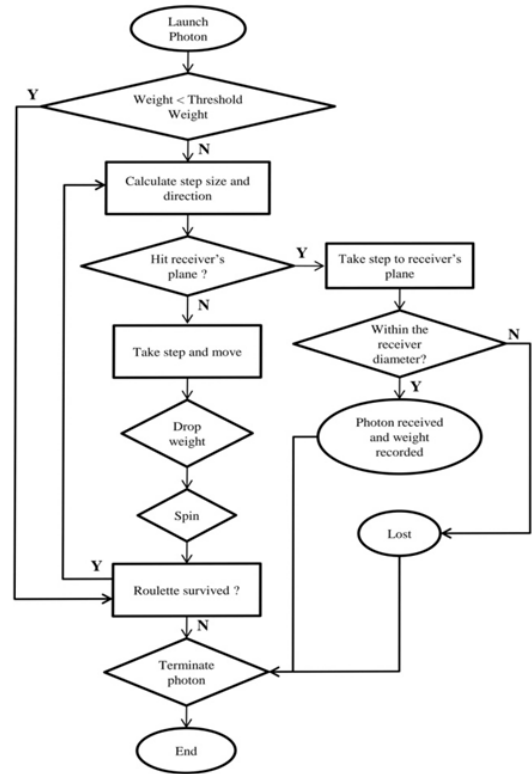 Launch
Photon
Y
Weight < Threshold
Weight
N
Calculate step size and
direction
Hit receiver's
plane ?
Y
Take step to receiver's
plane
N
Within the
receiver
diameter?
N
Take step and move
Y
Photon received
and weight
recorded
Drop
weight
Spin
Lost
Y
Roulette survived ?
N
Terminate
photon
End